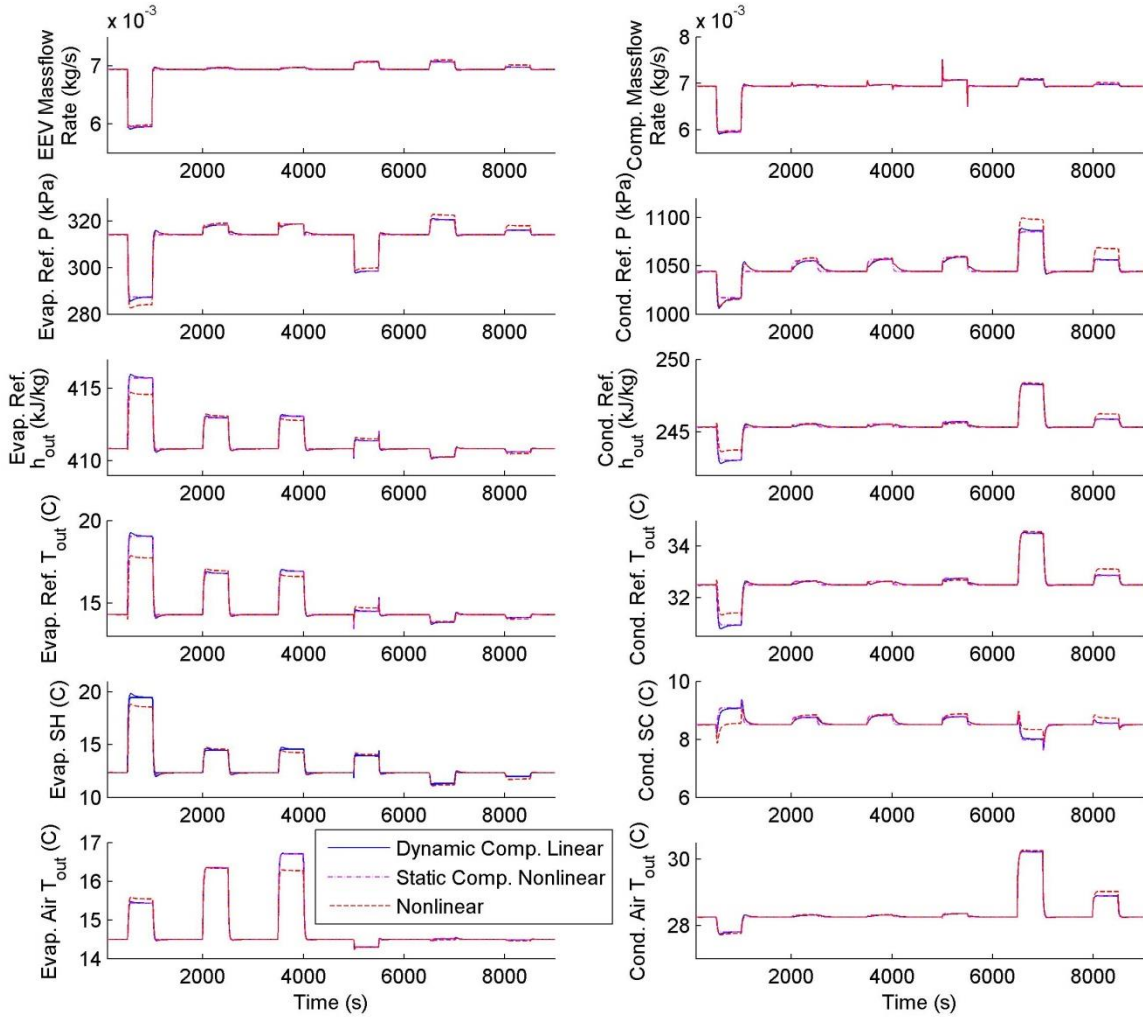 x 10⁻³
7
6
EEV Massflow
Rate (kg/s)
2000 4000 6000 8000
320
300
280
Evap. Ref. P (kPa)
2000 4000 6000 8000
415
410
Evap. Ref.
h_out (kJ/kg)
2000 4000 6000 8000
20
15
Evap. Ref. T_out (C)
2000 4000 6000 8000
20
15
10
Evap. SH (C)
2000 4000 6000 8000
17
16
15
14
Evap. Air T_out (C)
2000 4000 6000 8000
Time (s)
Dynamic Comp. Linear
Static Comp. Nonlinear
Nonlinear
x 10⁻³
8
7
6
Comp. Massflow
Rate (kg/s)
2000 4000 6000 8000
1100
1050
1000
Cond. Ref. P (kPa)
2000 4000 6000 8000
250
245
Cond. Ref.
h_out (kJ/kg)
2000 4000 6000 8000
34
32
Cond. Ref. T_out (C)
2000 4000 6000 8000
10
8
6
Cond. SC (C)
2000 4000 6000 8000
30
28
Cond. Air T_out (C)
2000 4000 6000 8000
Time (s)